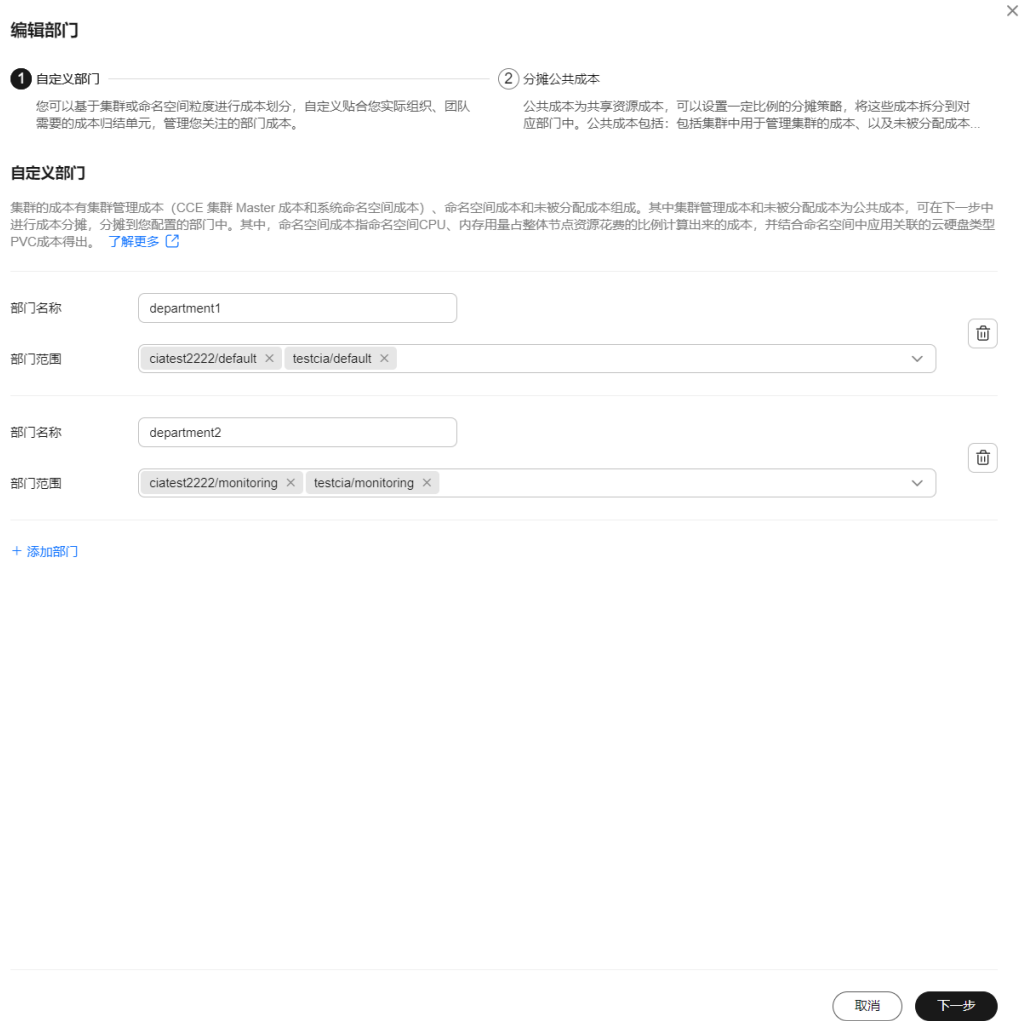 编辑部门
1 自定义部门
您可以基于集群或命名空间粒度进行成本划分，自定义贴合您实际组织、团队
需要的成本归结单元，管理您关注的部门成本。
2 分摊公共成本
公共成本为共享资源成本，可以设置一定比例的分摊策略，将这些成本拆分到对
应部门中。公共成本包括：包括集群中用于管理集群的成本、以及未被分配成本...
自定义部门
集群的成本有集群管理成本（CCE 集群 Master 成本和系统命名空间成本）、命名空间成本和未被分配成本组成。其中集群管理成本和未被分配成本为公共成本，可在下一步中
进行成本分摊，分摊到您配置的部门中。其中，命名空间成本指命名空间CPU、内存用量占整体节点资源花费的比例计算出来的成本，并结合命名空间中应用关联的云硬盘类型
PVC成本得出。 了解更多
部门名称 department1
部门范围 ciatest2222/default × testcia/default ×
部门名称 department2
部门范围 ciatest2222/monitoring × testcia/monitoring ×
+ 添加部门
取消 下一步